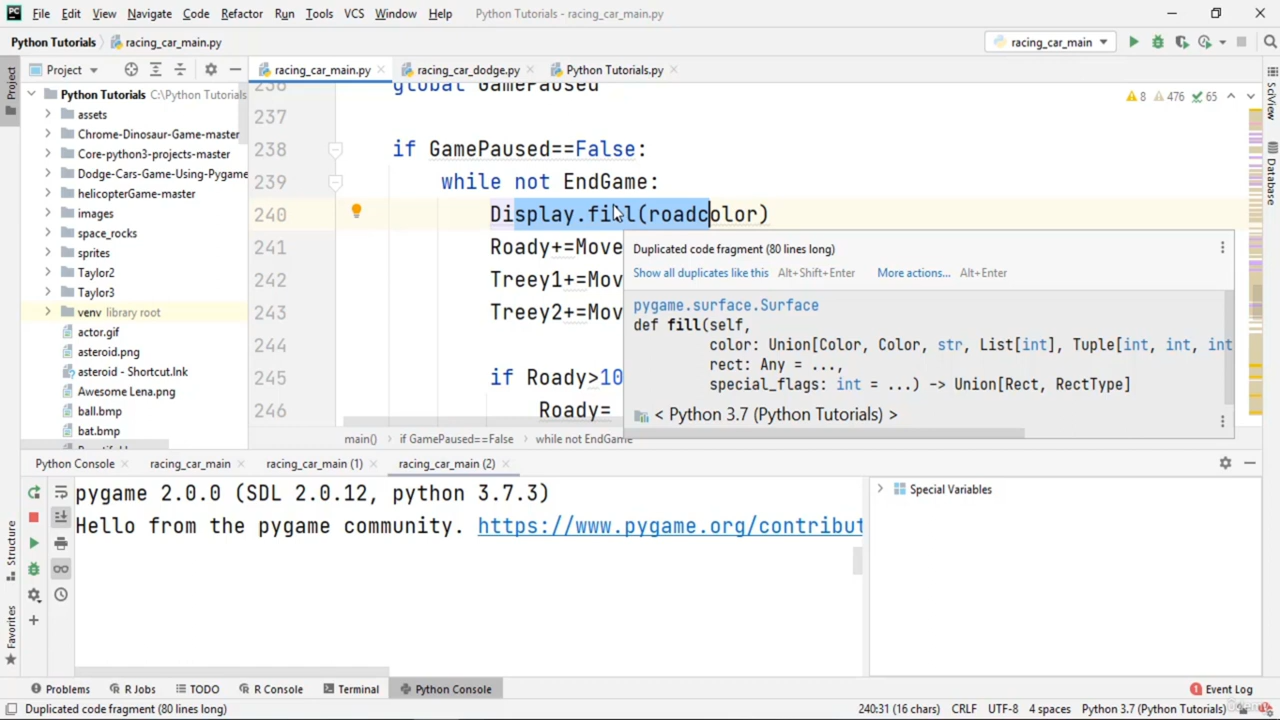 PC File Edit View Navigate Code Refactor Run Tools VCS Window Help Python Tutorials - racing_car_main.py
Python Tutorials racing_car_main.py racing_car_main
Project racing_car_main.py racing_car_dodge.py Python Tutorials.py
Project
Python Tutorials C:\Python Tutorials
assets
Chrome-Dinosaur-Game-master
Core-python3-projects-master
Dodge-Cars-Game-Using-Pygame
helicopterGame-master
images
space_rocks
sprites
Taylor2
Taylor3
venv library root
actor.gif
asteroid.png
asteroid - Shortcut.lnk
Awesome Lena.png
ball.bmp
bat.bmp
236 global GamePaused
237
238 if GamePaused==False:
239 while not EndGame:
240 Display.fill(roadcolor)
241 Roady+=Move
242 Treey1+=Mov
243 Treey2+=Mov
244
245 if Roady>10
246 Roady=
8 476 65
SciView
Database
Duplicated code fragment (80 lines long)
Show all duplicates like this Alt+Shift+Enter More actions... Alt+Enter
pygame.surface.Surface
def fill(self,
color: Union[Color, Color, str, List[int], Tuple[int, int, int
rect: Any = ...,
special_flags: int = ...) -> Union[Rect, RectType]
< Python 3.7 (Python Tutorials) >
main() if GamePaused==False while not EndGame
Python Console racing_car_main racing_car_main (1) racing_car_main (2)
pygame 2.0.0 (SDL 2.0.12, python 3.7.3)
Hello from the pygame community. https://www.pygame.org/contribut
Special Variables
Structure
Favorites
Problems R Jobs TODO R Console Terminal Python Console Event Log
Duplicated code fragment (80 lines long) 240:31 (16 chars) CRLF UTF-8 4 spaces Python 3.7 (Python Tutorials)